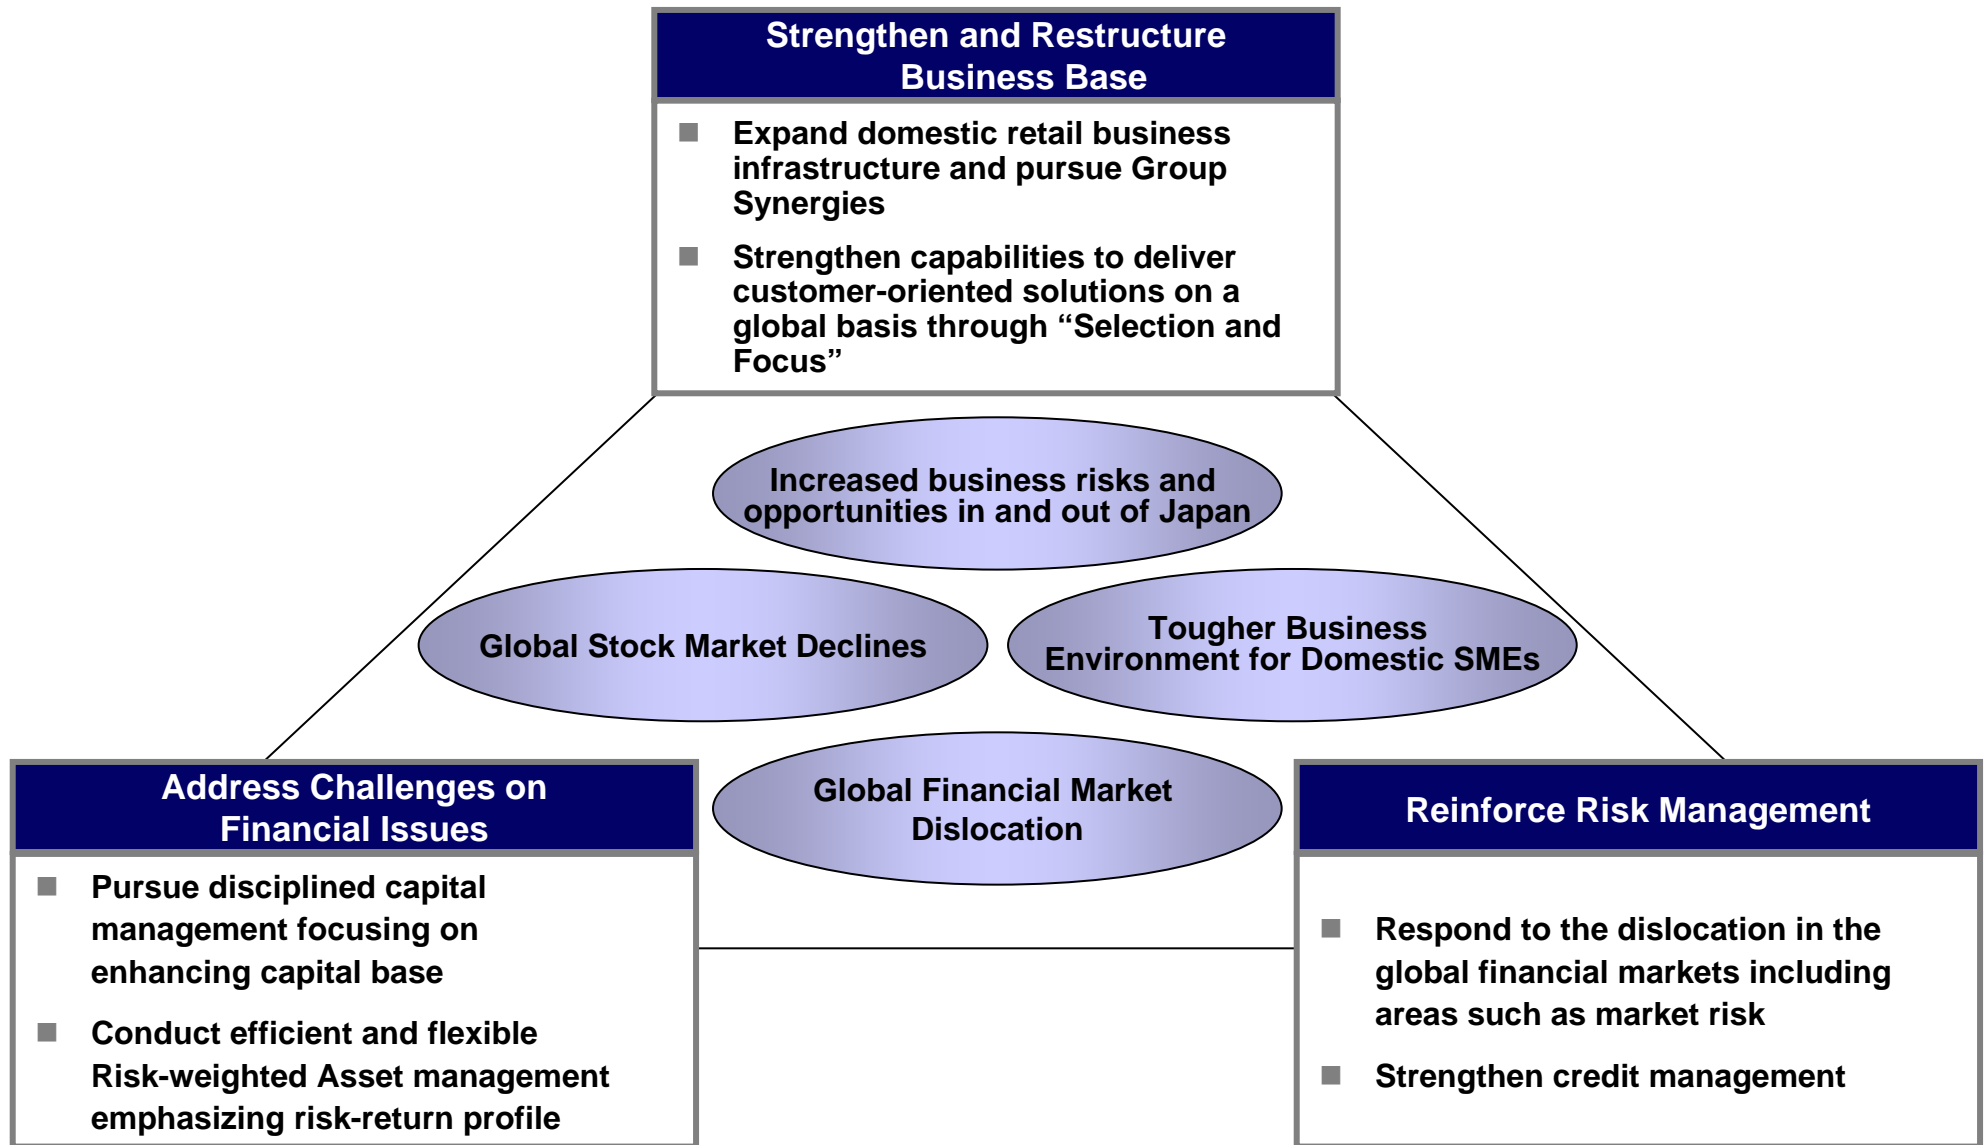 Strengthen and Restructure
Business Base
Expand domestic retail business
infrastructure and pursue Group
Synergies
Strengthen capabilities to deliver
customer-oriented solutions on a
global basis through “Selection and
Focus”
Increased business risks and
opportunities in and out of Japan
Global Stock Market Declines
Tougher Business
Environment for Domestic SMEs
Global Financial Market
Dislocation
Address Challenges on
Financial Issues
Pursue disciplined capital
management focusing on
enhancing capital base
Conduct efficient and flexible
Risk-weighted Asset management
emphasizing risk-return profile
Reinforce Risk Management
Respond to the dislocation in the
global financial markets including
areas such as market risk
Strengthen credit management